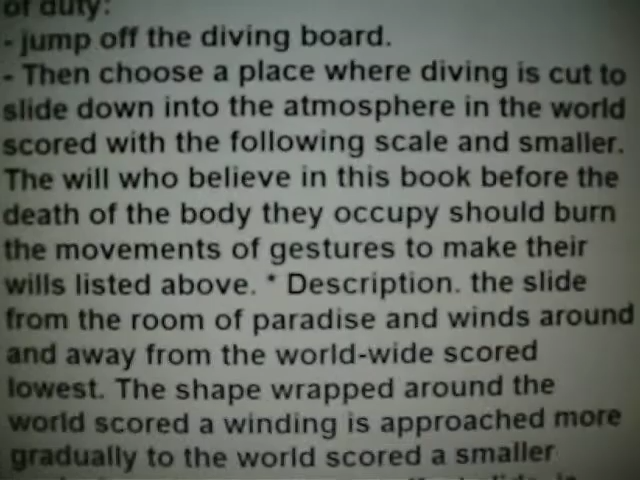 of duty:
- jump off the diving board.
- Then choose a place where diving is cut to
slide down into the atmosphere in the world
scored with the following scale and smaller.
The will who believe in this book before the
death of the body they occupy should burn
the movements of gestures to make their
wills listed above. * Description. the slide
from the room of paradise and winds around
and away from the world-wide scored
lowest. The shape wrapped around the
world scored a winding is approached more
gradually to the world scored a smaller